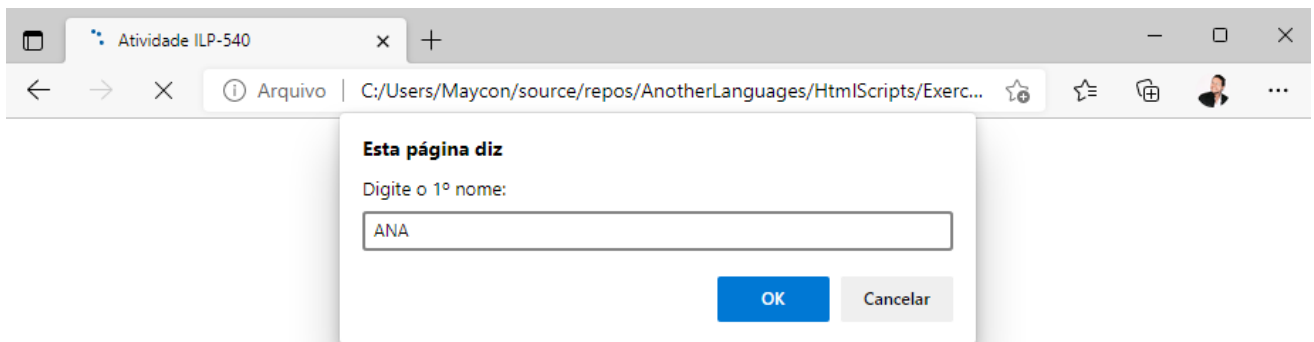 Atividade ILP-540
Arquivo C:/Users/Maycon/source/repos/AnotherLanguages/HtmlScripts/Exerc...
Esta página diz
Digite o 1º nome:
ANA
OK Cancelar